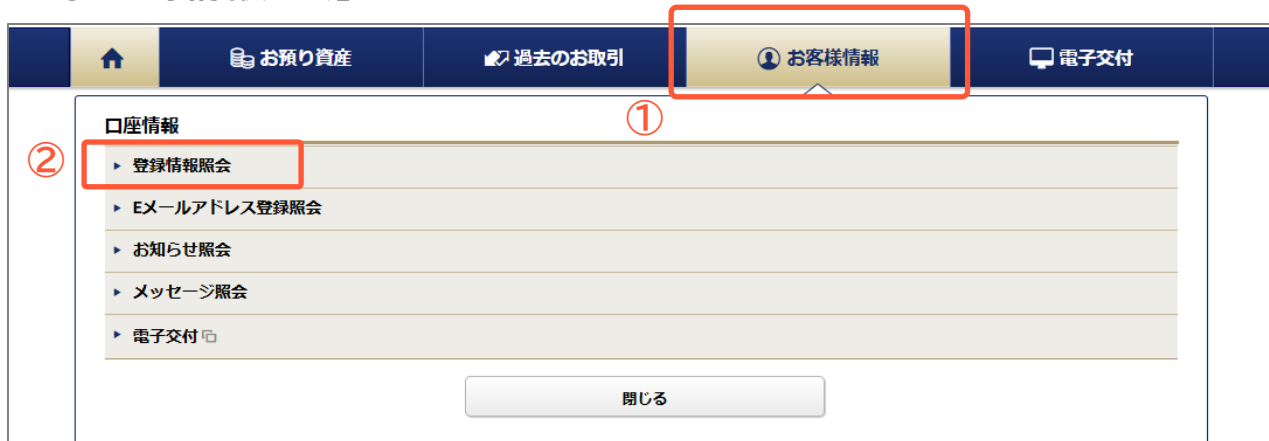 お預り資産 過去のお取引 お客様情報 電子交付
①
口座情報
②
登録情報照会
Eメールアドレス登録照会
お知らせ照会
メッセージ照会
電子交付
閉じる